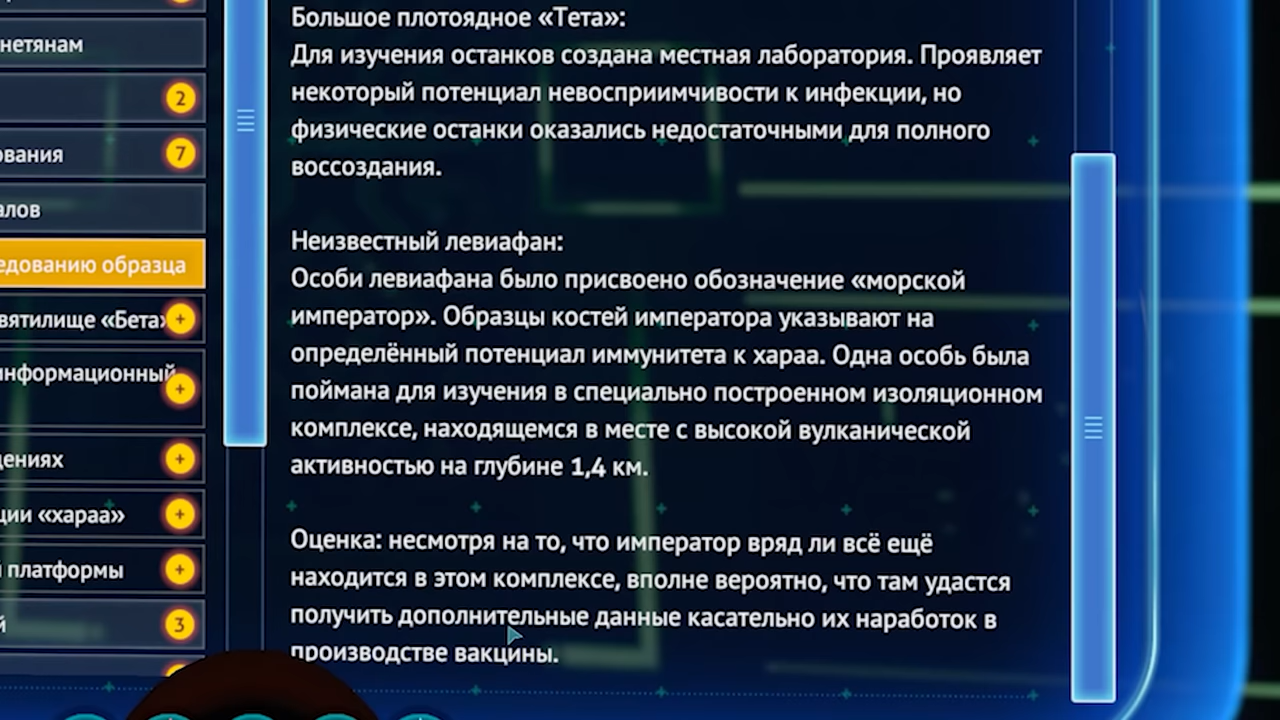 нетянам
2
ования
7
алов
едованию образца
вятилище «Бета»
+
информационный
+
дениях
+
ции «хараа»
+
платформы
+
й
3
Большое плотоядное «Тета»:
Для изучения останков создана местная лаборатория. Проявляет
некоторый потенциал невосприимчивости к инфекции, но
физические останки оказались недостаточными для полного
воссоздания.
Неизвестный левиафан:
Особи левиафана было присвоено обозначение «морской
император». Образцы костей императора указывают на
определённый потенциал иммунитета к хараа. Одна особь была
поймана для изучения в специально построенном изоляционном
комплексе, находящемся в месте с высокой вулканической
активностью на глубине 1,4 км.
Оценка: несмотря на то, что император вряд ли всё ещё
находится в этом комплексе, вполне вероятно, что там удастся
получить дополнительные данные касательно их наработок в
производстве вакцины.